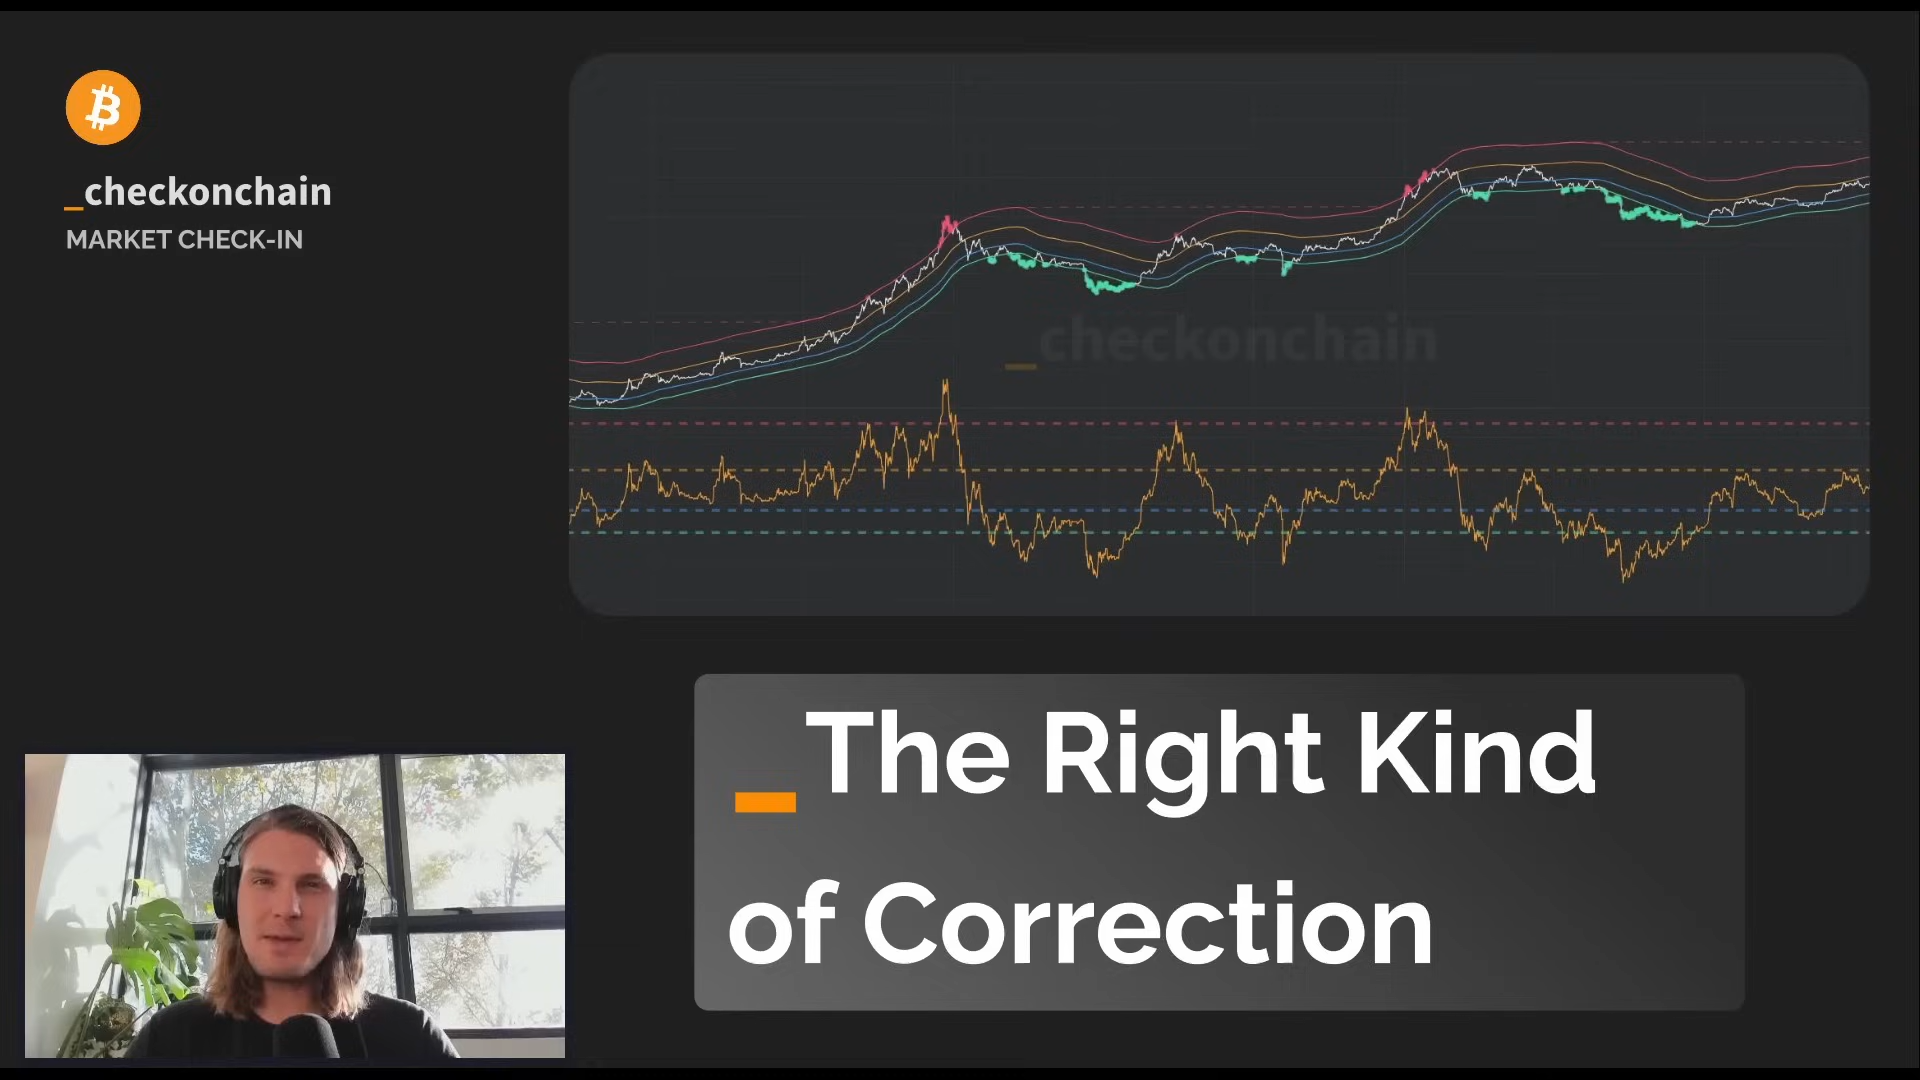 _checkonchain
MARKET CHECK-IN
_checkonchain
_The Right Kind
of Correction